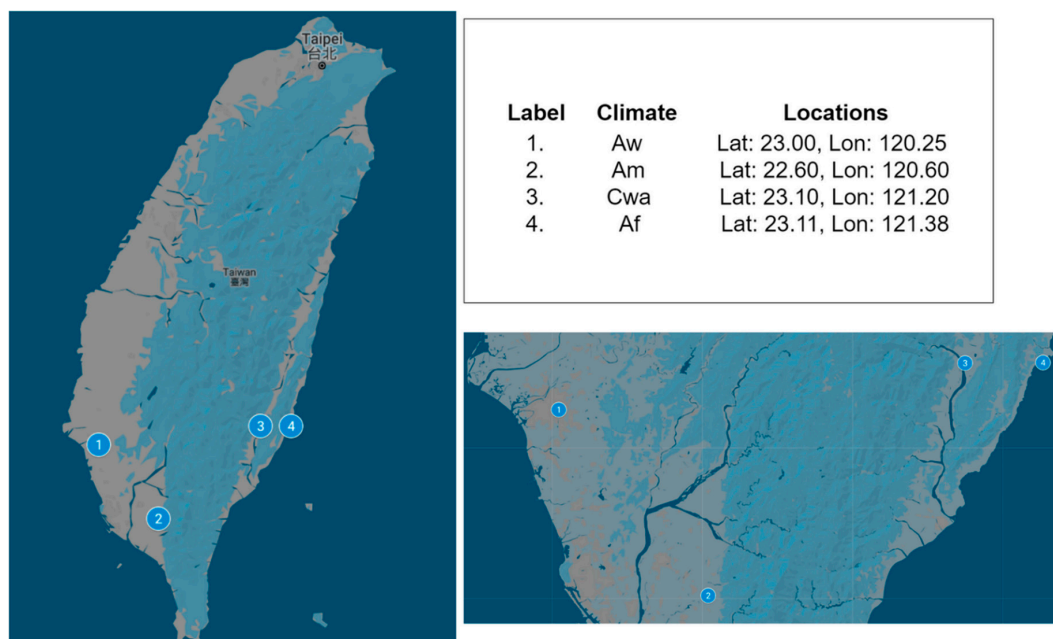 Taipei
台北
Taiwan
臺灣
1
2
3
4
Label Climate Locations
1. Aw Lat: 23.00, Lon: 120.25
2. Am Lat: 22.60, Lon: 120.60
3. Cwa Lat: 23.10, Lon: 121.20
4. Af Lat: 23.11, Lon: 121.38
1
2
3
4